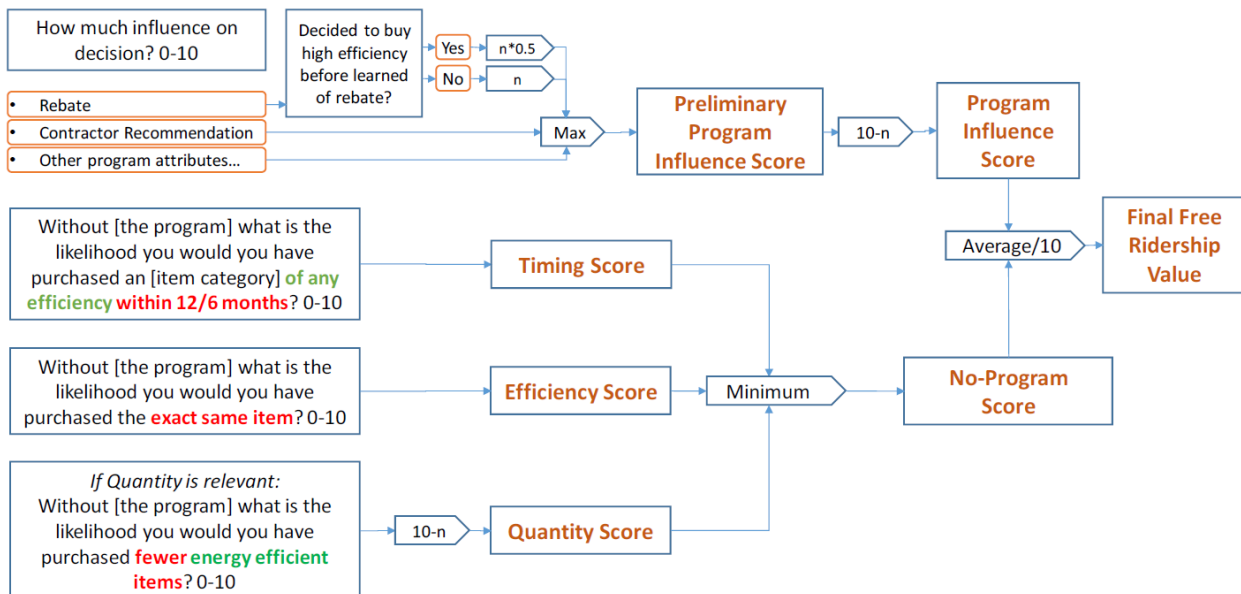 How much influence on
decision? 0-10
Decided to buy
high efficiency
before learned
of rebate?
Yes
n*0.5
No
n
• Rebate
• Contractor Recommendation
• Other program attributes...
Max
Preliminary
Program
Influence Score
10-n
Program
Influence
Score
Without [the program] what is the
likelihood you would you have
purchased an [item category] of any
efficiency within 12/6 months? 0-10
Timing Score
Average/10
Final Free
Ridership
Value
Without [the program] what is the
likelihood you would you have
purchased the exact same item? 0-10
Efficiency Score
Minimum
No-Program
Score
If Quantity is relevant:
Without [the program] what is the
likelihood you would you have
purchased fewer energy efficient
items? 0-10
10-n
Quantity Score